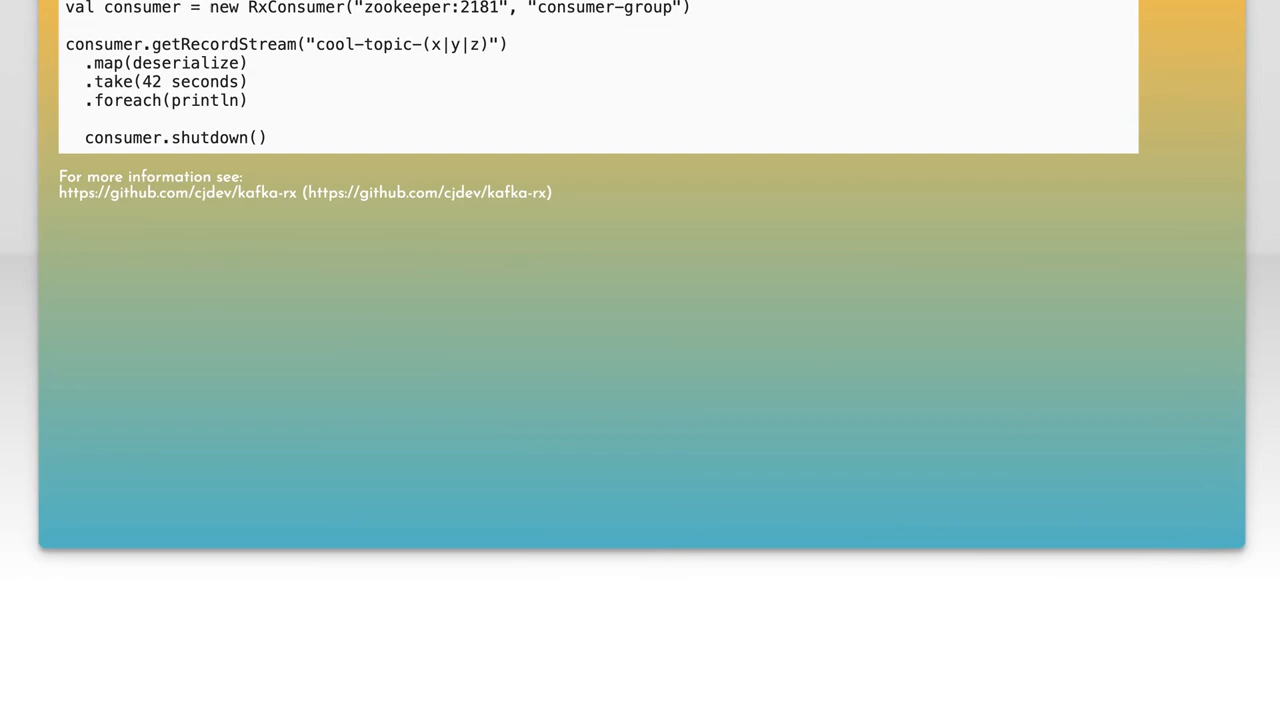 val consumer = new RxConsumer("zookeeper:2181", "consumer-group")
consumer.getRecordStream("cool-topic-(x|y|z)")
  .map(deserialize)
  .take(42 seconds)
  .foreach(println)
  consumer.shutdown()
For more information see:
https://github.com/cjdev/kafka-rx (https://github.com/cjdev/kafka-rx)